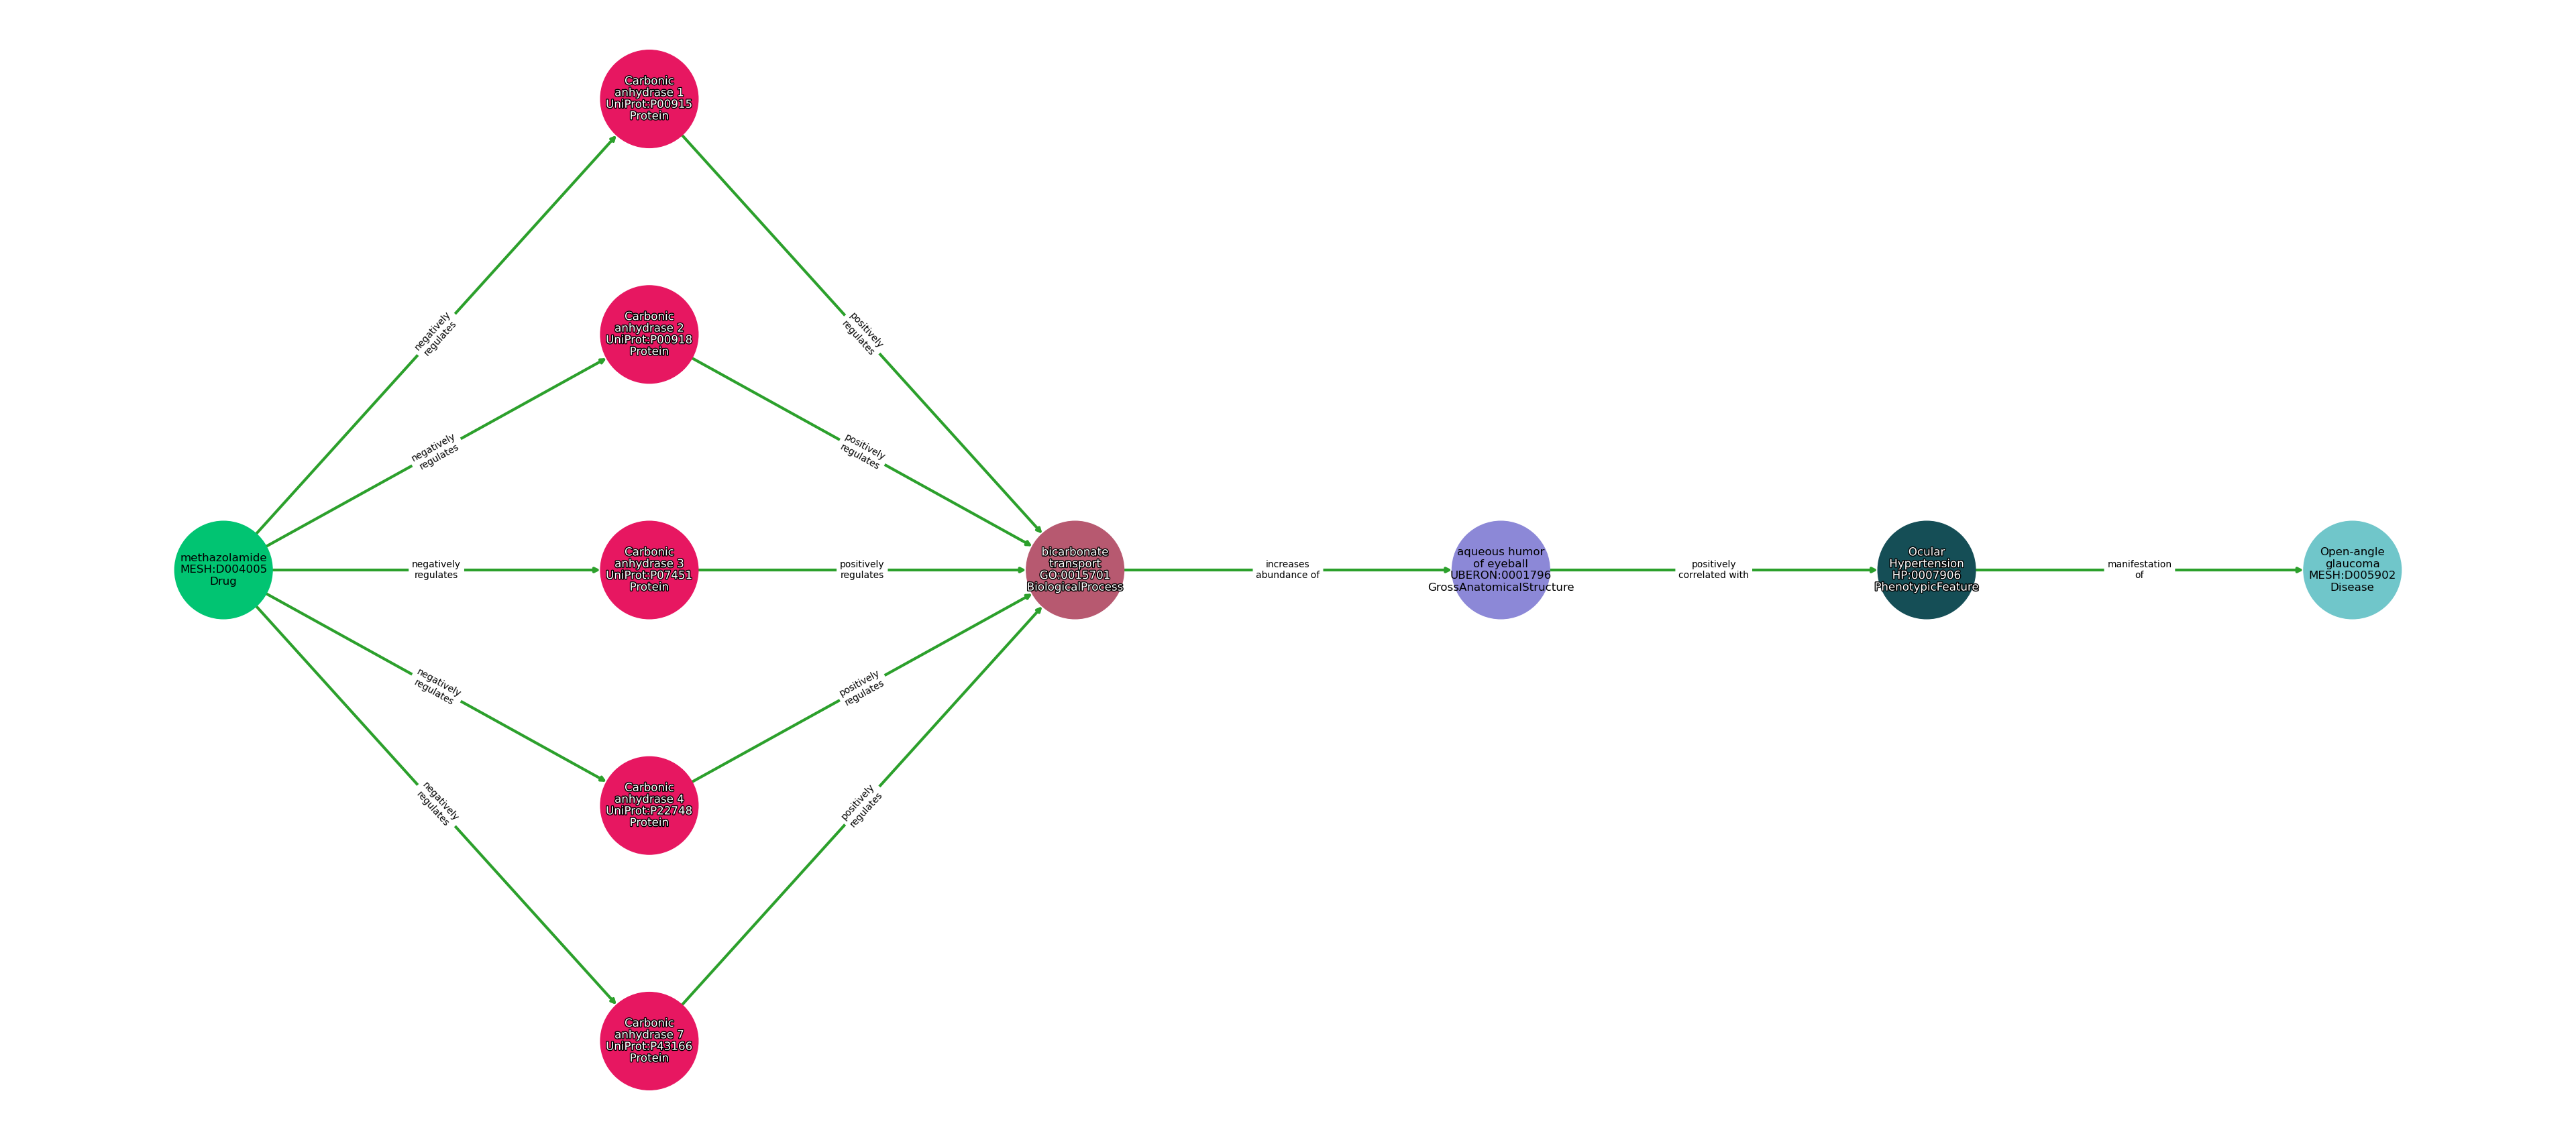 Carbonic
anhydrase 1
UniProt:P00915
Protein
negatively
regulates
positively
regulates
Carbonic
anhydrase 2
UniProt:P00918
Protein
negatively
regulates
positively
regulates
methazolamide
MESH:D004005
Drug
negatively
regulates
Carbonic
anhydrase 3
UniProt:P07451
Protein
positively
regulates
bicarbonate
transport
GO:0015701
BiologicalProcess
increases
abundance of
aqueous humor
of eyeball
UBERON:0001796
GrossAnatomicalStructure
positively
correlated with
Ocular
Hypertension
HP:0007906
PhenotypicFeature
manifestation
of
Open-angle
glaucoma
MESH:D005902
Disease
negatively
regulates
positively
regulates
Carbonic
anhydrase 4
UniProt:P22748
Protein
negatively
regulates
positively
regulates
Carbonic
anhydrase 7
UniProt:P43166
Protein